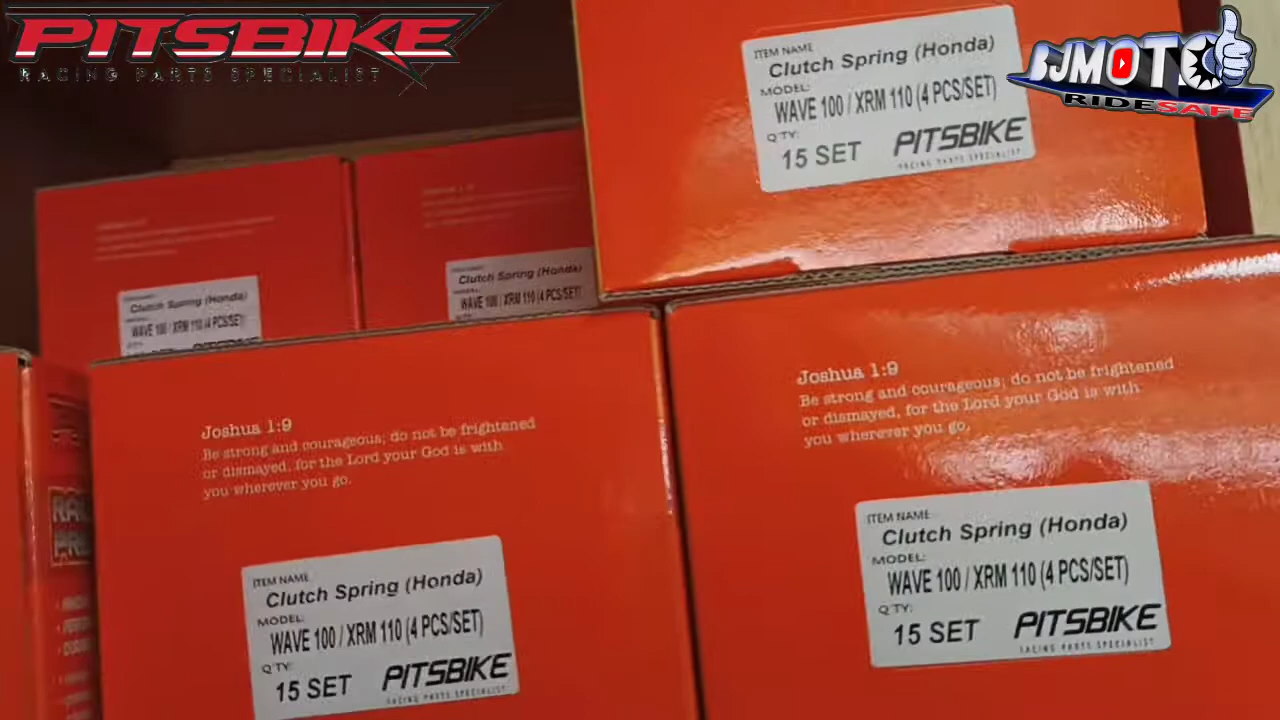 PITSBIKE
RACING PARTS SPECIALIST
BJMOTO
RIDESAFE
ITEM NAME
Clutch Spring (Honda)
MODEL:
WAVE 100 / XRM 110 (4 PCS/SET)
Q'TY:
15 SET
PITSBIKE
RACING PARTS SPECIALIST
Clutch Spring (Honda)
WAVE 100 / XRM 110 (4 PCS/SET)
PITSBIKE
Clutch Spring (Honda)
WAVE 100 / XRM 110 (4 PCS/SET)
Joshua 1:9
Be strong and courageous; do not be frightened
or dismayed, for the Lord your God is with
you wherever you go.
ITEM NAME
Clutch Spring (Honda)
MODEL:
WAVE 100 / XRM 110 (4 PCS/SET)
Q'TY:
15 SET
PITSBIKE
RACING PARTS SPECIALIST
Joshua 1:9
Be strong and courageous; do not be frightened
or dismayed, for the Lord your God is with
you wherever you go.
ITEM NAME
Clutch Spring (Honda)
MODEL:
WAVE 100 / XRM 110 (4 PCS/SET)
Q'TY:
15 SET
PITSBIKE
RACING PARTS SPECIALIST